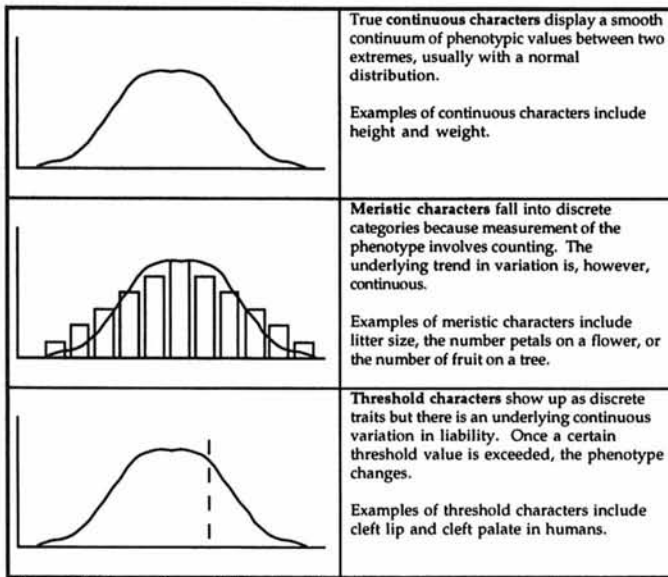 True continuous characters display a smooth
continuum of phenotypic values between two
extremes, usually with a normal
distribution.
Examples of continuous characters include
height and weight.
Meristic characters fall into discrete
categories because measurement of the
phenotype involves counting. The
underlying trend in variation is, however,
continuous.
Examples of meristic characters include
litter size, the number petals on a flower, or
the number of fruit on a tree.
Threshold characters show up as discrete
traits but there is an underlying continuous
variation in liability. Once a certain
threshold value is exceeded, the phenotype
changes.
Examples of threshold characters include
cleft lip and cleft palate in humans.